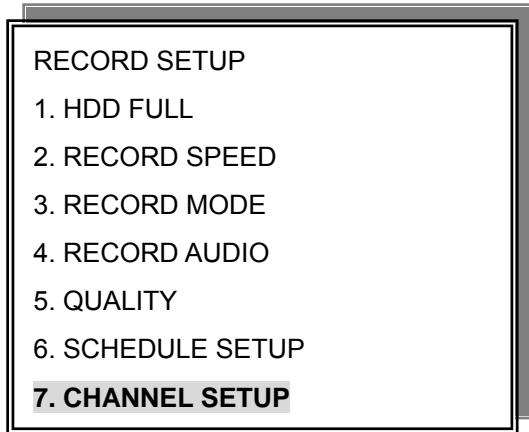 RECORD SETUP
1. HDD FULL
2. RECORD SPEED
3. RECORD MODE
4. RECORD AUDIO
5. QUALITY
6. SCHEDULE SETUP
7. CHANNEL SETUP